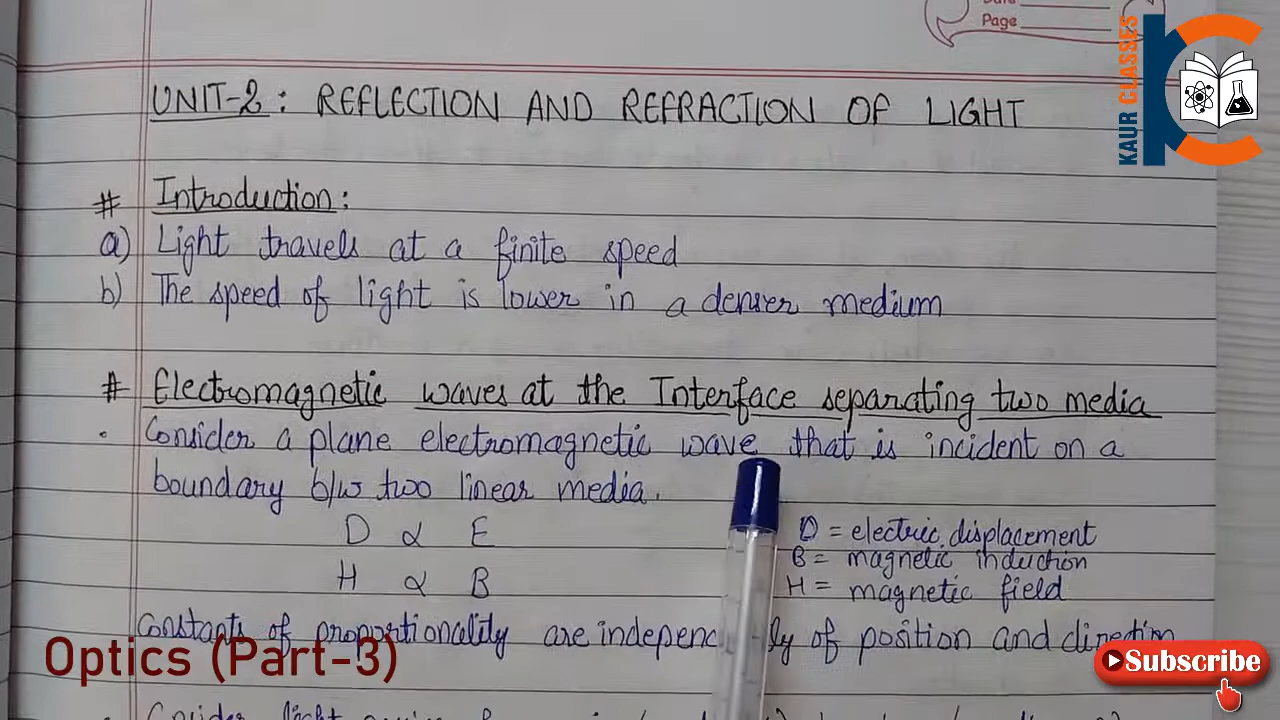 Page
KAUR CLASSES
UNIT-2: REFLECTION AND REFRACTION OF LIGHT
# Introduction:
a) Light travels at a finite speed
b) The speed of light is lower in a denser medium
# Electromagnetic waves at the Interface separating two media
. Consider a plane electromagnetic wave that is incident on a
boundary b/w two linear media.
D α E
H α B
D = electric displacement
B = magnetic induction
H = magnetic field
Constants of proportionality are of position and direction
Optics (Part-3)
Subscribe